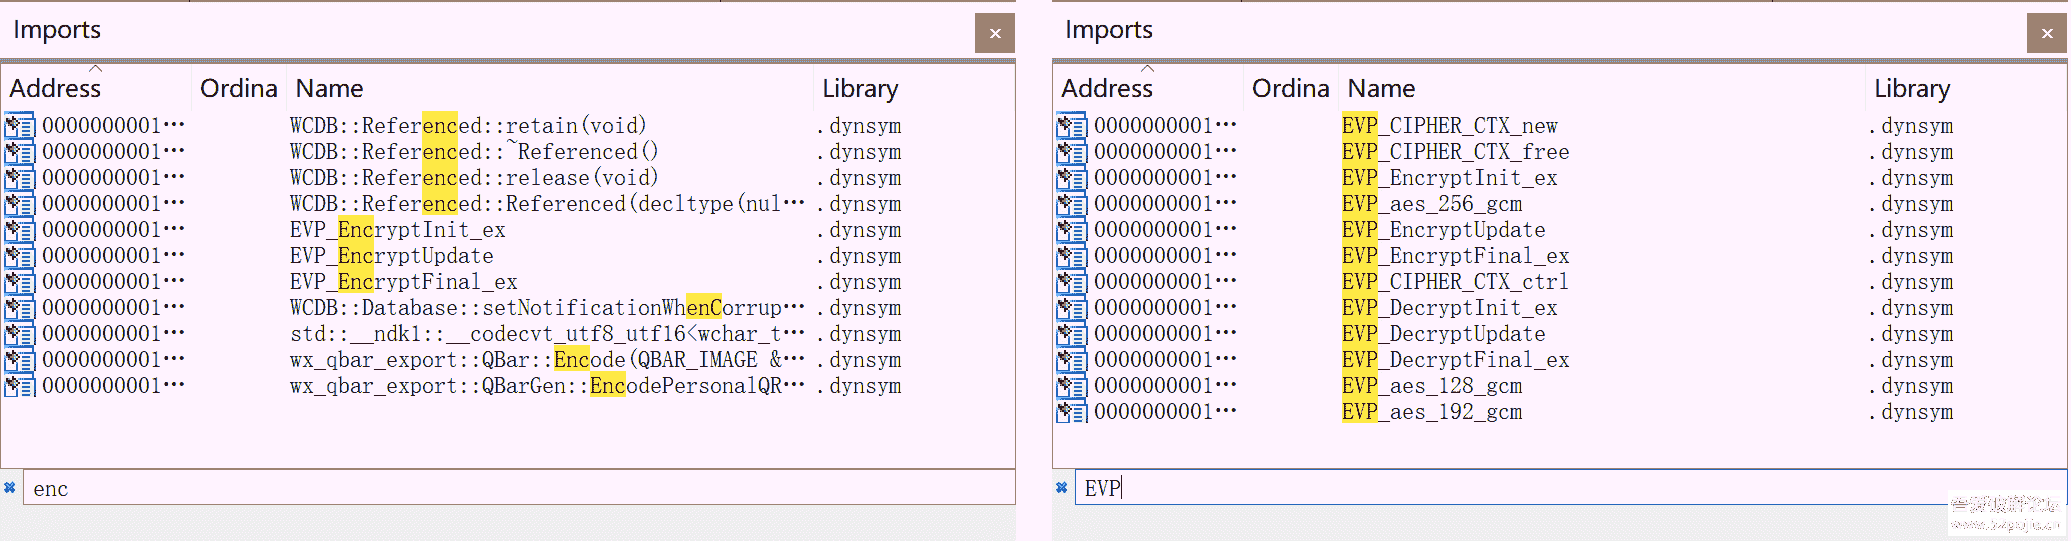 Imports
Address Ordina Name Library
0000000001··· WCDB::Referenced::retain(void) .dynsym
0000000001··· WCDB::Referenced::~Referenced() .dynsym
0000000001··· WCDB::Referenced::release(void) .dynsym
0000000001··· WCDB::Referenced::Referenced(decltype(nul··· .dynsym
0000000001··· EVP_EncryptInit_ex .dynsym
0000000001··· EVP_EncryptUpdate .dynsym
0000000001··· EVP_EncryptFinal_ex .dynsym
0000000001··· WCDB::Database::setNotificationWhenCorrup··· .dynsym
0000000001··· std::__ndk1::__codecvt_utf8_utf16<wchar_t··· .dynsym
0000000001··· wx_qbar_export::QBar::Encode(QBAR_IMAGE &··· .dynsym
0000000001··· wx_qbar_export::QBarGen::EncodePersonalQR··· .dynsym
enc
Imports
Address Ordina Name Library
0000000001··· EVP_CIPHER_CTX_new .dynsym
0000000001··· EVP_CIPHER_CTX_free .dynsym
0000000001··· EVP_EncryptInit_ex .dynsym
0000000001··· EVP_aes_256_gcm .dynsym
0000000001··· EVP_EncryptUpdate .dynsym
0000000001··· EVP_EncryptFinal_ex .dynsym
0000000001··· EVP_CIPHER_CTX_ctrl .dynsym
0000000001··· EVP_DecryptInit_ex .dynsym
0000000001··· EVP_DecryptUpdate .dynsym
0000000001··· EVP_DecryptFinal_ex .dynsym
0000000001··· EVP_aes_128_gcm .dynsym
0000000001··· EVP_aes_192_gcm .dynsym
EVP